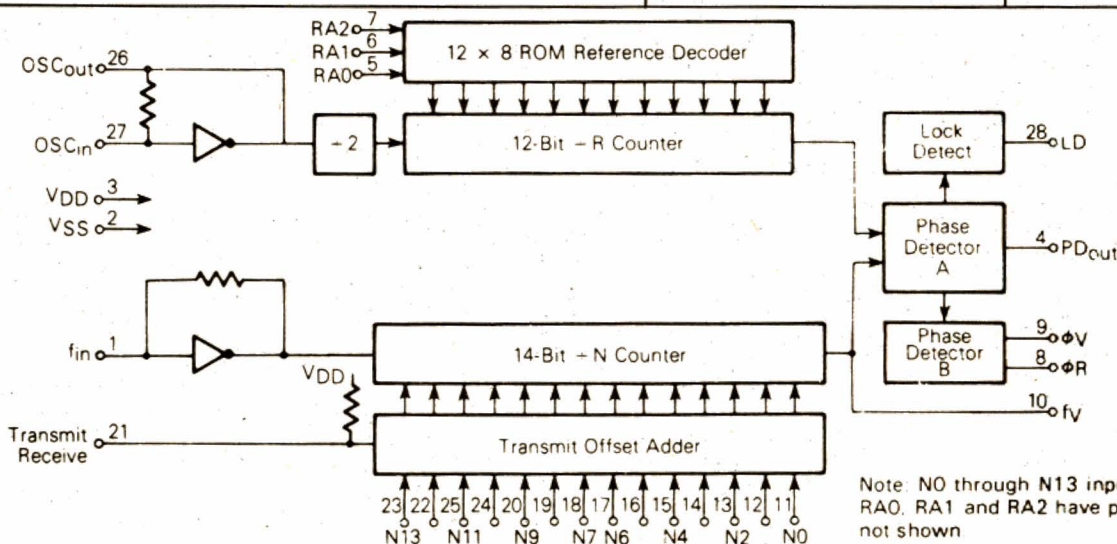 RA2 7
RA1 6
RA0 5
12 × 8 ROM Reference Decoder
OSCout 26
OSCin 27
÷ 2
12-Bit ÷ R Counter
Lock Detect
28 LD
VDD 3
VSS 2
Phase Detector A
4 PDout
fin 1
14-Bit ÷ N Counter
Phase Detector B
9 ϕV
8 ϕR
VDD
10 fV
Transmit Receive 21
Transmit Offset Adder
23 22 25 24 20 19 18 17 16 15 14 13 12 11
N13 N11 N9 N7 N6 N4 N2 N0
Note: N0 through N13 inp
RA0, RA1 and RA2 have p
not shown